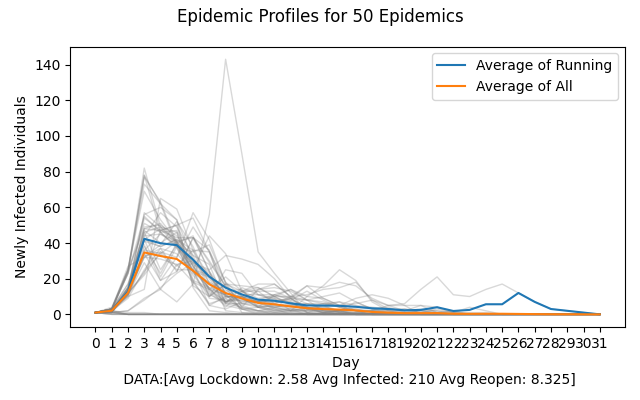 Epidemic Profiles for 50 Epidemics
Average of Running
Average of All
Newly Infected Individuals
140
120
100
80
60
40
20
0
0 1 2 3 4 5 6 7 8 9 10 11 12 13 14 15 16 17 18 19 20 21 22 23 24 25 26 27 28 29 30 31
Day
DATA:[Avg Lockdown: 2.58 Avg Infected: 210 Avg Reopen: 8.325]